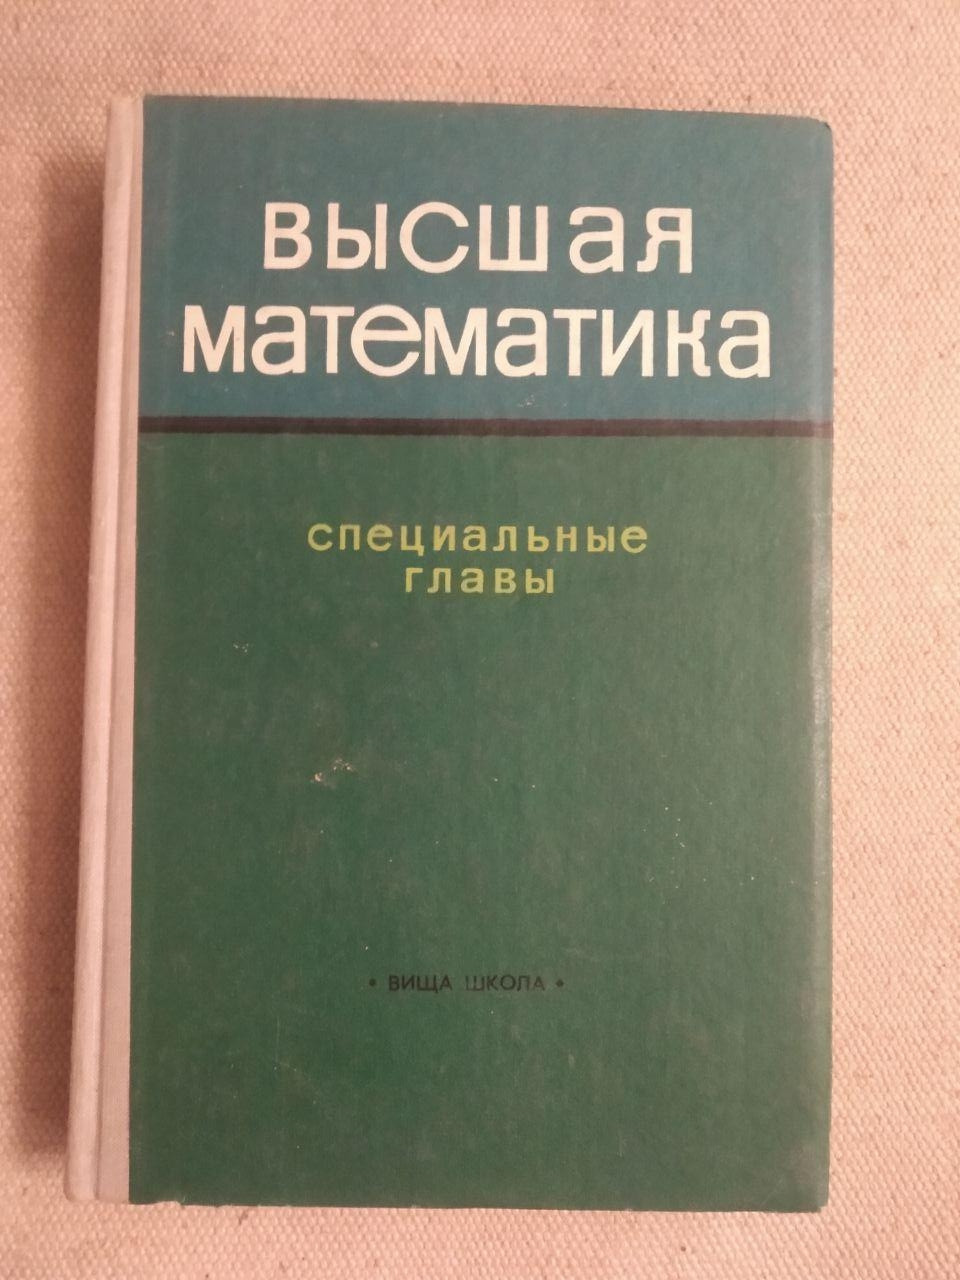 Высшая
математика
специальные
главы
• ВИЩА ШКОЛА •